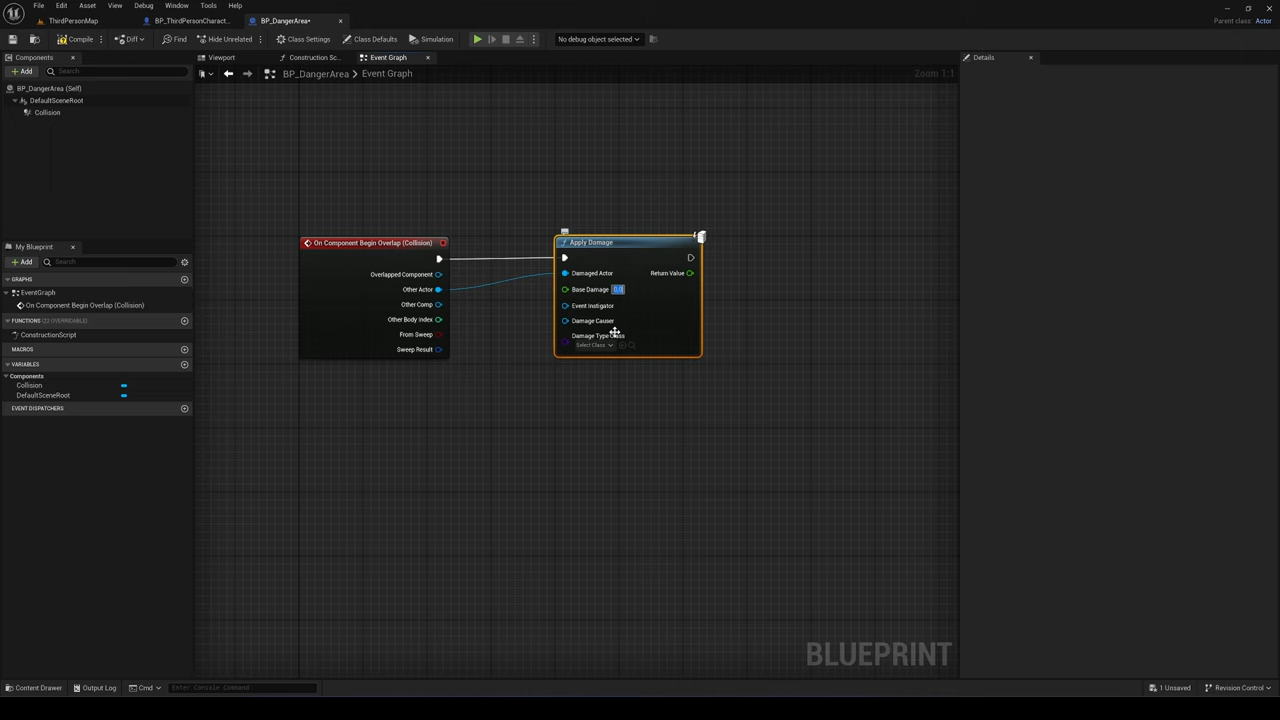 File Edit Asset View Debug Window Tools Help
Parent class: Actor
ThirdPersonMap BP_ThirdPersonCharact... BP_DangerArea*
Compile Diff Find Hide Unrelated Class Settings Class Defaults Simulation No debug object selected
Components Viewport Construction Sc... Event Graph Details
Add Search BP_DangerArea > Event Graph Zoom 1:1
BP_DangerArea (Self)
DefaultSceneRoot
Collision
On Component Begin Overlap (Collision)
Overlapped Component
Other Actor
Other Comp
Other Body Index
From Sweep
Sweep Result
Apply Damage
Damaged Actor Return Value
Base Damage 0,0
Event Instigator
Damage Causer
Damage Type Class
Select Class
My Blueprint
Add Search
GRAPHS
EventGraph
On Component Begin Overlap (Collision)
FUNCTIONS (22 OVERRIDABLE)
ConstructionScript
MACROS
VARIABLES
Components
Collision
DefaultSceneRoot
EVENT DISPATCHERS
BLUEPRINT
Content Drawer Output Log Cmd Enter Console Command 1 Unsaved Revision Control